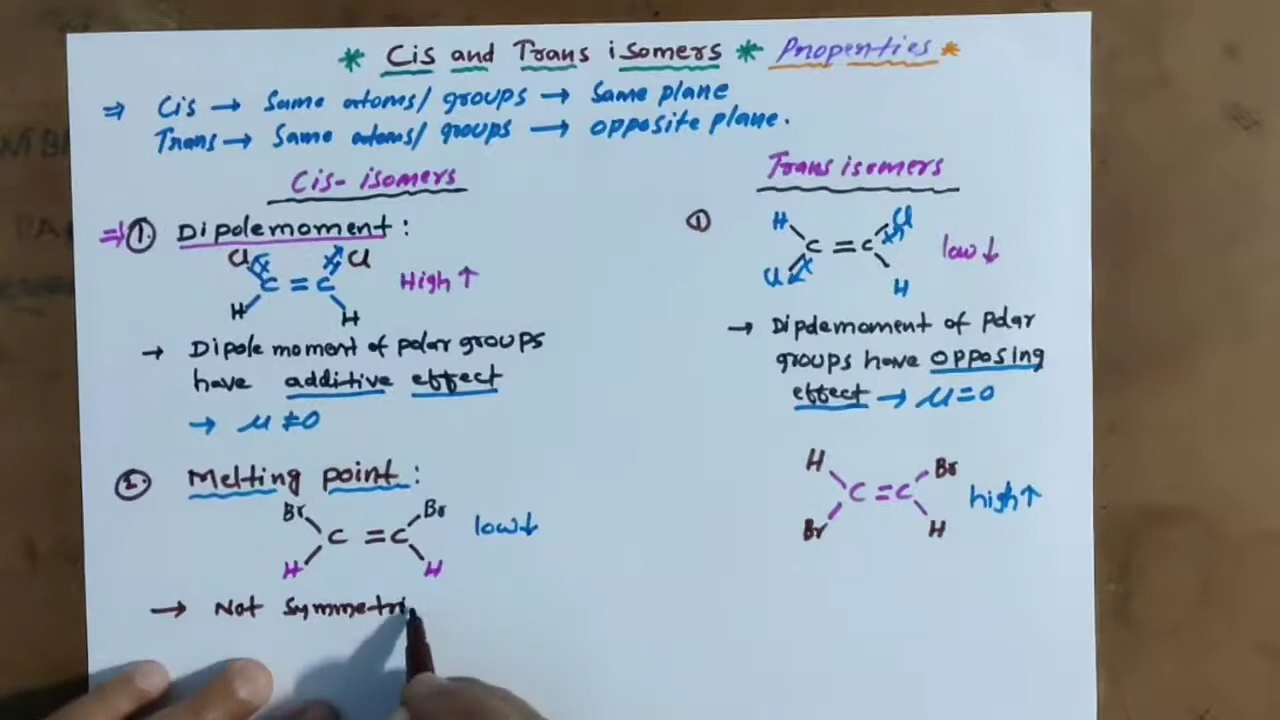 * Cis and Trans isomers * Properties *
⇒ Cis → Same atoms/ groups → Same plane
Trans → Same atoms/ groups → opposite plane.
Cis-isomers
⇒ ①. Dipolemoment :
Cl Cl
C = C High ↑
H H
→ Dipole moment of polar groups
have additive effect
→ μ ≠ 0
②. Melting point :
Br Br
C = C low ↓
H H
→ Not Symmetri
Trans isomers
①
H Cl
C = C low ↓
Cl H
→ Dipolemoment of Polar
groups have opposing
effect → μ = 0
H Br
C = C high ↑
Br H